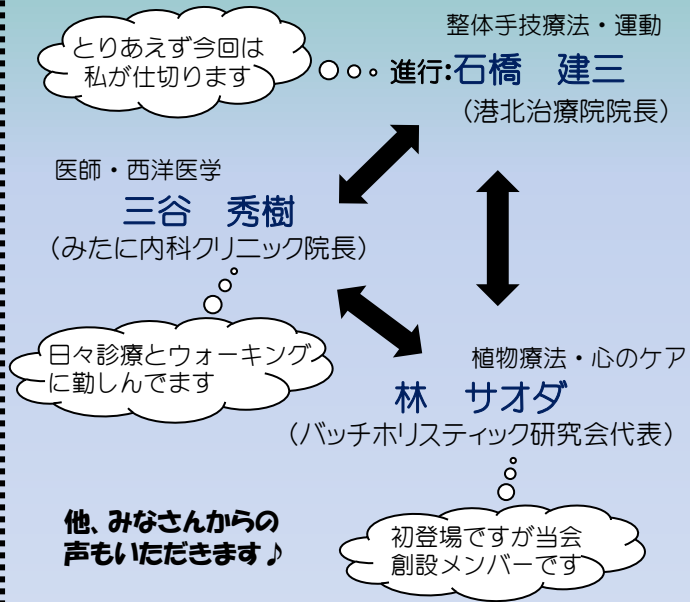 整体手技療法・運動
とりあえず今回は
私が仕切ります
進行:石橋 建三
(港北治療院院長)
医師・西洋医学
三谷 秀樹
(みたに内科クリニック院長)
日々診療とウォーキング
に勤しんでます
植物療法・心のケア
林 サオダ
(バッチホリスティック研究会代表)
他、みなさんからの
声もいただきます♪
初登場ですが当会
創設メンバーです